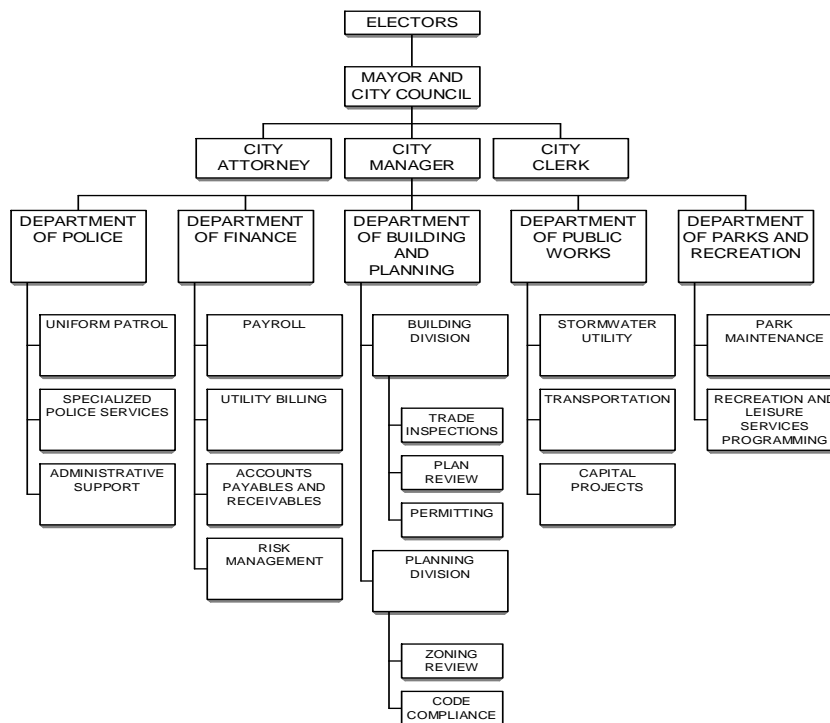 ELECTORS
MAYOR AND
CITY COUNCIL
CITY
ATTORNEY
CITY
MANAGER
CITY
CLERK
DEPARTMENT
OF POLICE
DEPARTMENT
OF FINANCE
DEPARTMENT
OF BUILDING
AND
PLANNING
DEPARTMENT
OF PUBLIC
WORKS
DEPARTMENT
OF PARKS AND
RECREATION
UNIFORM PATROL
SPECIALIZED
POLICE SERVICES
ADMINISTRATIVE
SUPPORT
PAYROLL
UTILITY BILLING
ACCOUNTS
PAYABLES AND
RECEIVABLES
RISK
MANAGEMENT
BUILDING
DIVISION
TRADE
INSPECTIONS
PLAN
REVIEW
PERMITTING
PLANNING
DIVISION
ZONING
REVIEW
CODE
COMPLIANCE
STORMWATER
UTILITY
TRANSPORTATION
CAPITAL
PROJECTS
PARK
MAINTENANCE
RECREATION AND
LEISURE
SERVICES
PROGRAMMING